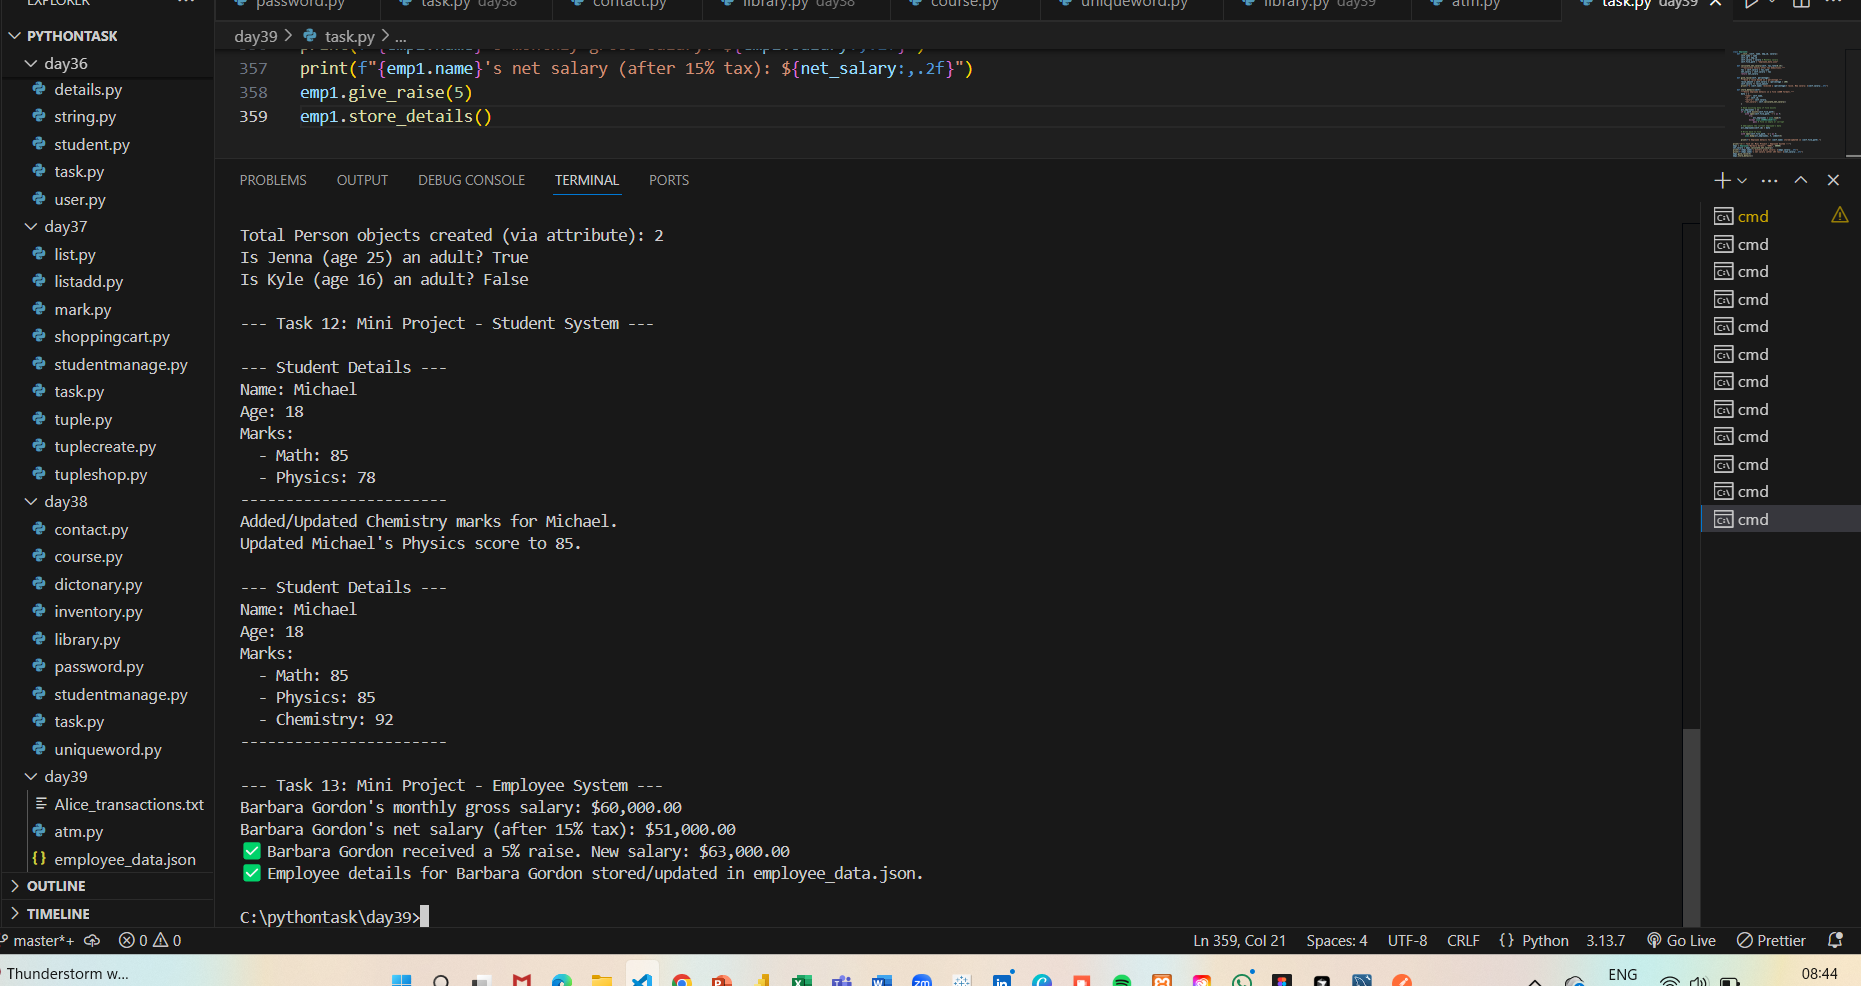 EXPLORER
password.py
task.py day38
contact.py
library.py day38
course.py
uniqueword.py
library.py day39
atm.py
task.py day39
PYTHONTASK
day36
details.py
string.py
student.py
task.py
user.py
day37
list.py
listadd.py
mark.py
shoppingcart.py
studentmanage.py
task.py
tuple.py
tuplecreate.py
tupleshop.py
day38
contact.py
course.py
dictonary.py
inventory.py
library.py
password.py
studentmanage.py
task.py
uniqueword.py
day39
Alice_transactions.txt
atm.py
{} employee_data.json
OUTLINE
TIMELINE
day39 > task.py > ...
357 print(f"{emp1.name}'s net salary (after 15% tax): ${net_salary:,.2f}")
358 emp1.give_raise(5)
359 emp1.store_details()
PROBLEMS OUTPUT DEBUG CONSOLE TERMINAL PORTS
Total Person objects created (via attribute): 2
Is Jenna (age 25) an adult? True
Is Kyle (age 16) an adult? False
--- Task 12: Mini Project - Student System ---
--- Student Details ---
Name: Michael
Age: 18
Marks:
- Math: 85
- Physics: 78
-----------------------
Added/Updated Chemistry marks for Michael.
Updated Michael's Physics score to 85.
--- Student Details ---
Name: Michael
Age: 18
Marks:
- Math: 85
- Physics: 85
- Chemistry: 92
-----------------------
--- Task 13: Mini Project - Employee System ---
Barbara Gordon's monthly gross salary: $60,000.00
Barbara Gordon's net salary (after 15% tax): $51,000.00
✅ Barbara Gordon received a 5% raise. New salary: $63,000.00
✅ Employee details for Barbara Gordon stored/updated in employee_data.json.
C:\pythontask\day39>
cmd
cmd
cmd
cmd
cmd
cmd
cmd
cmd
cmd
cmd
cmd
cmd
master*+ 0 0 Ln 359, Col 21 Spaces: 4 UTF-8 CRLF {} Python 3.13.7 Go Live Prettier
Thunderstorm w...
ENG
08:44